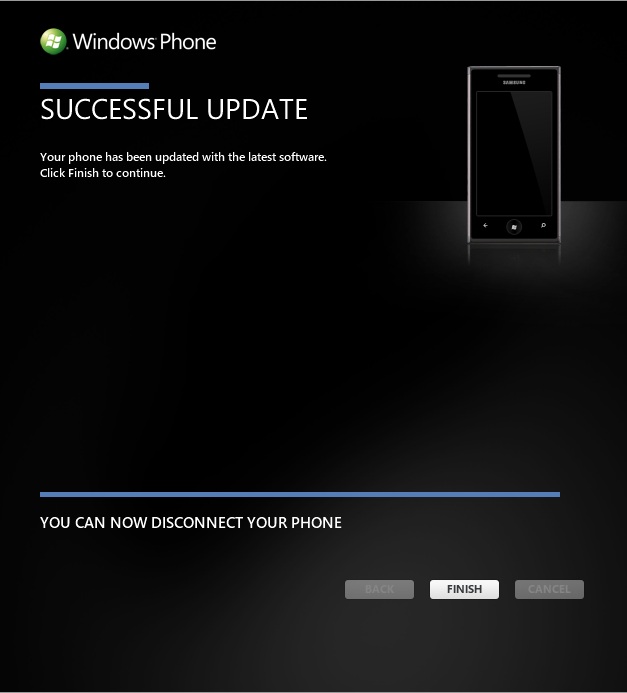 Windows Phone
SUCCESSFUL UPDATE
SAMSUNG
Your phone has been updated with the latest software.
Click Finish to continue.
YOU CAN NOW DISCONNECT YOUR PHONE
BACK
FINISH
CANCEL